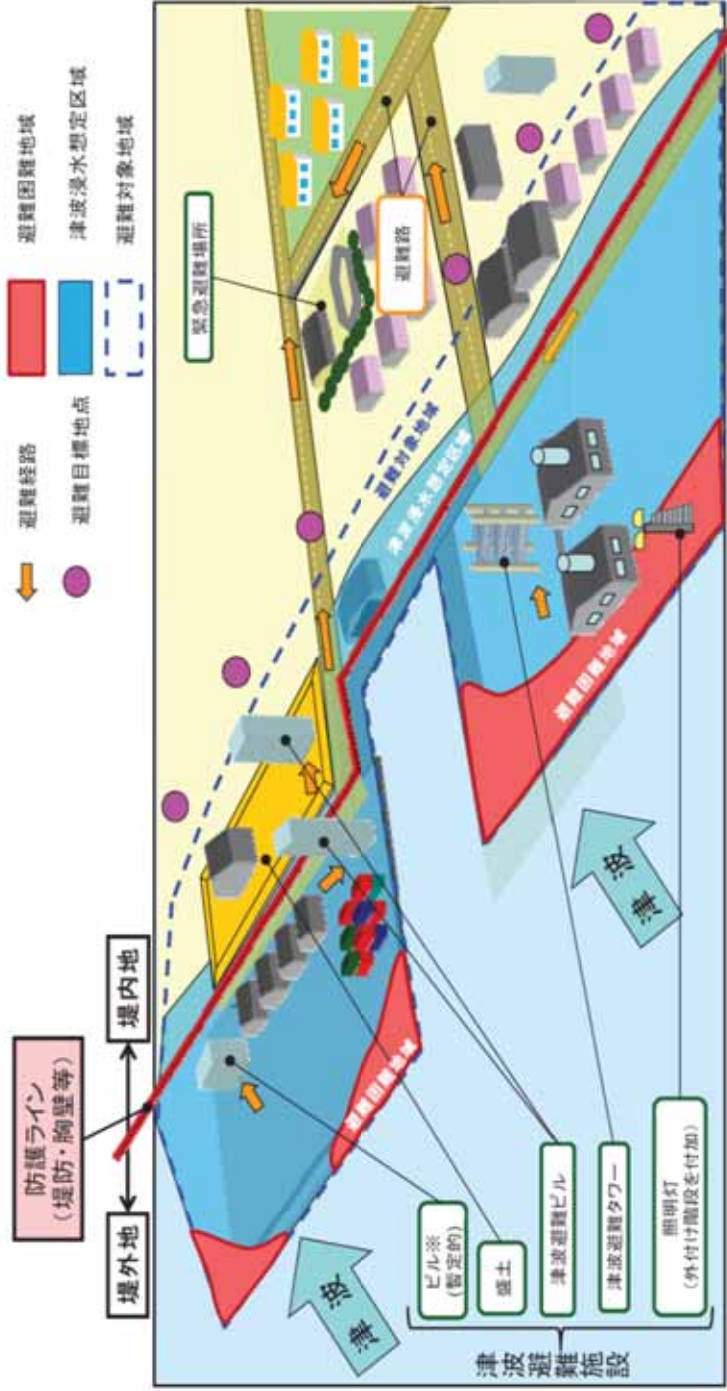 避難経路
避難困難地域
避難目標地点
津波浸水想定区域
避難対象地域
防護ライン
(堤防・胸壁等)
堤外地
堤内地
緊急避難場所
避難路
避難対象地域
津波浸水想定区域
避難困難地域
避難困難地域
津波
津波
津波避難施設
ビル※
(暫定的)
盛土
津波避難ビル
津波避難タワー
照明灯
(外付け階段を付加)